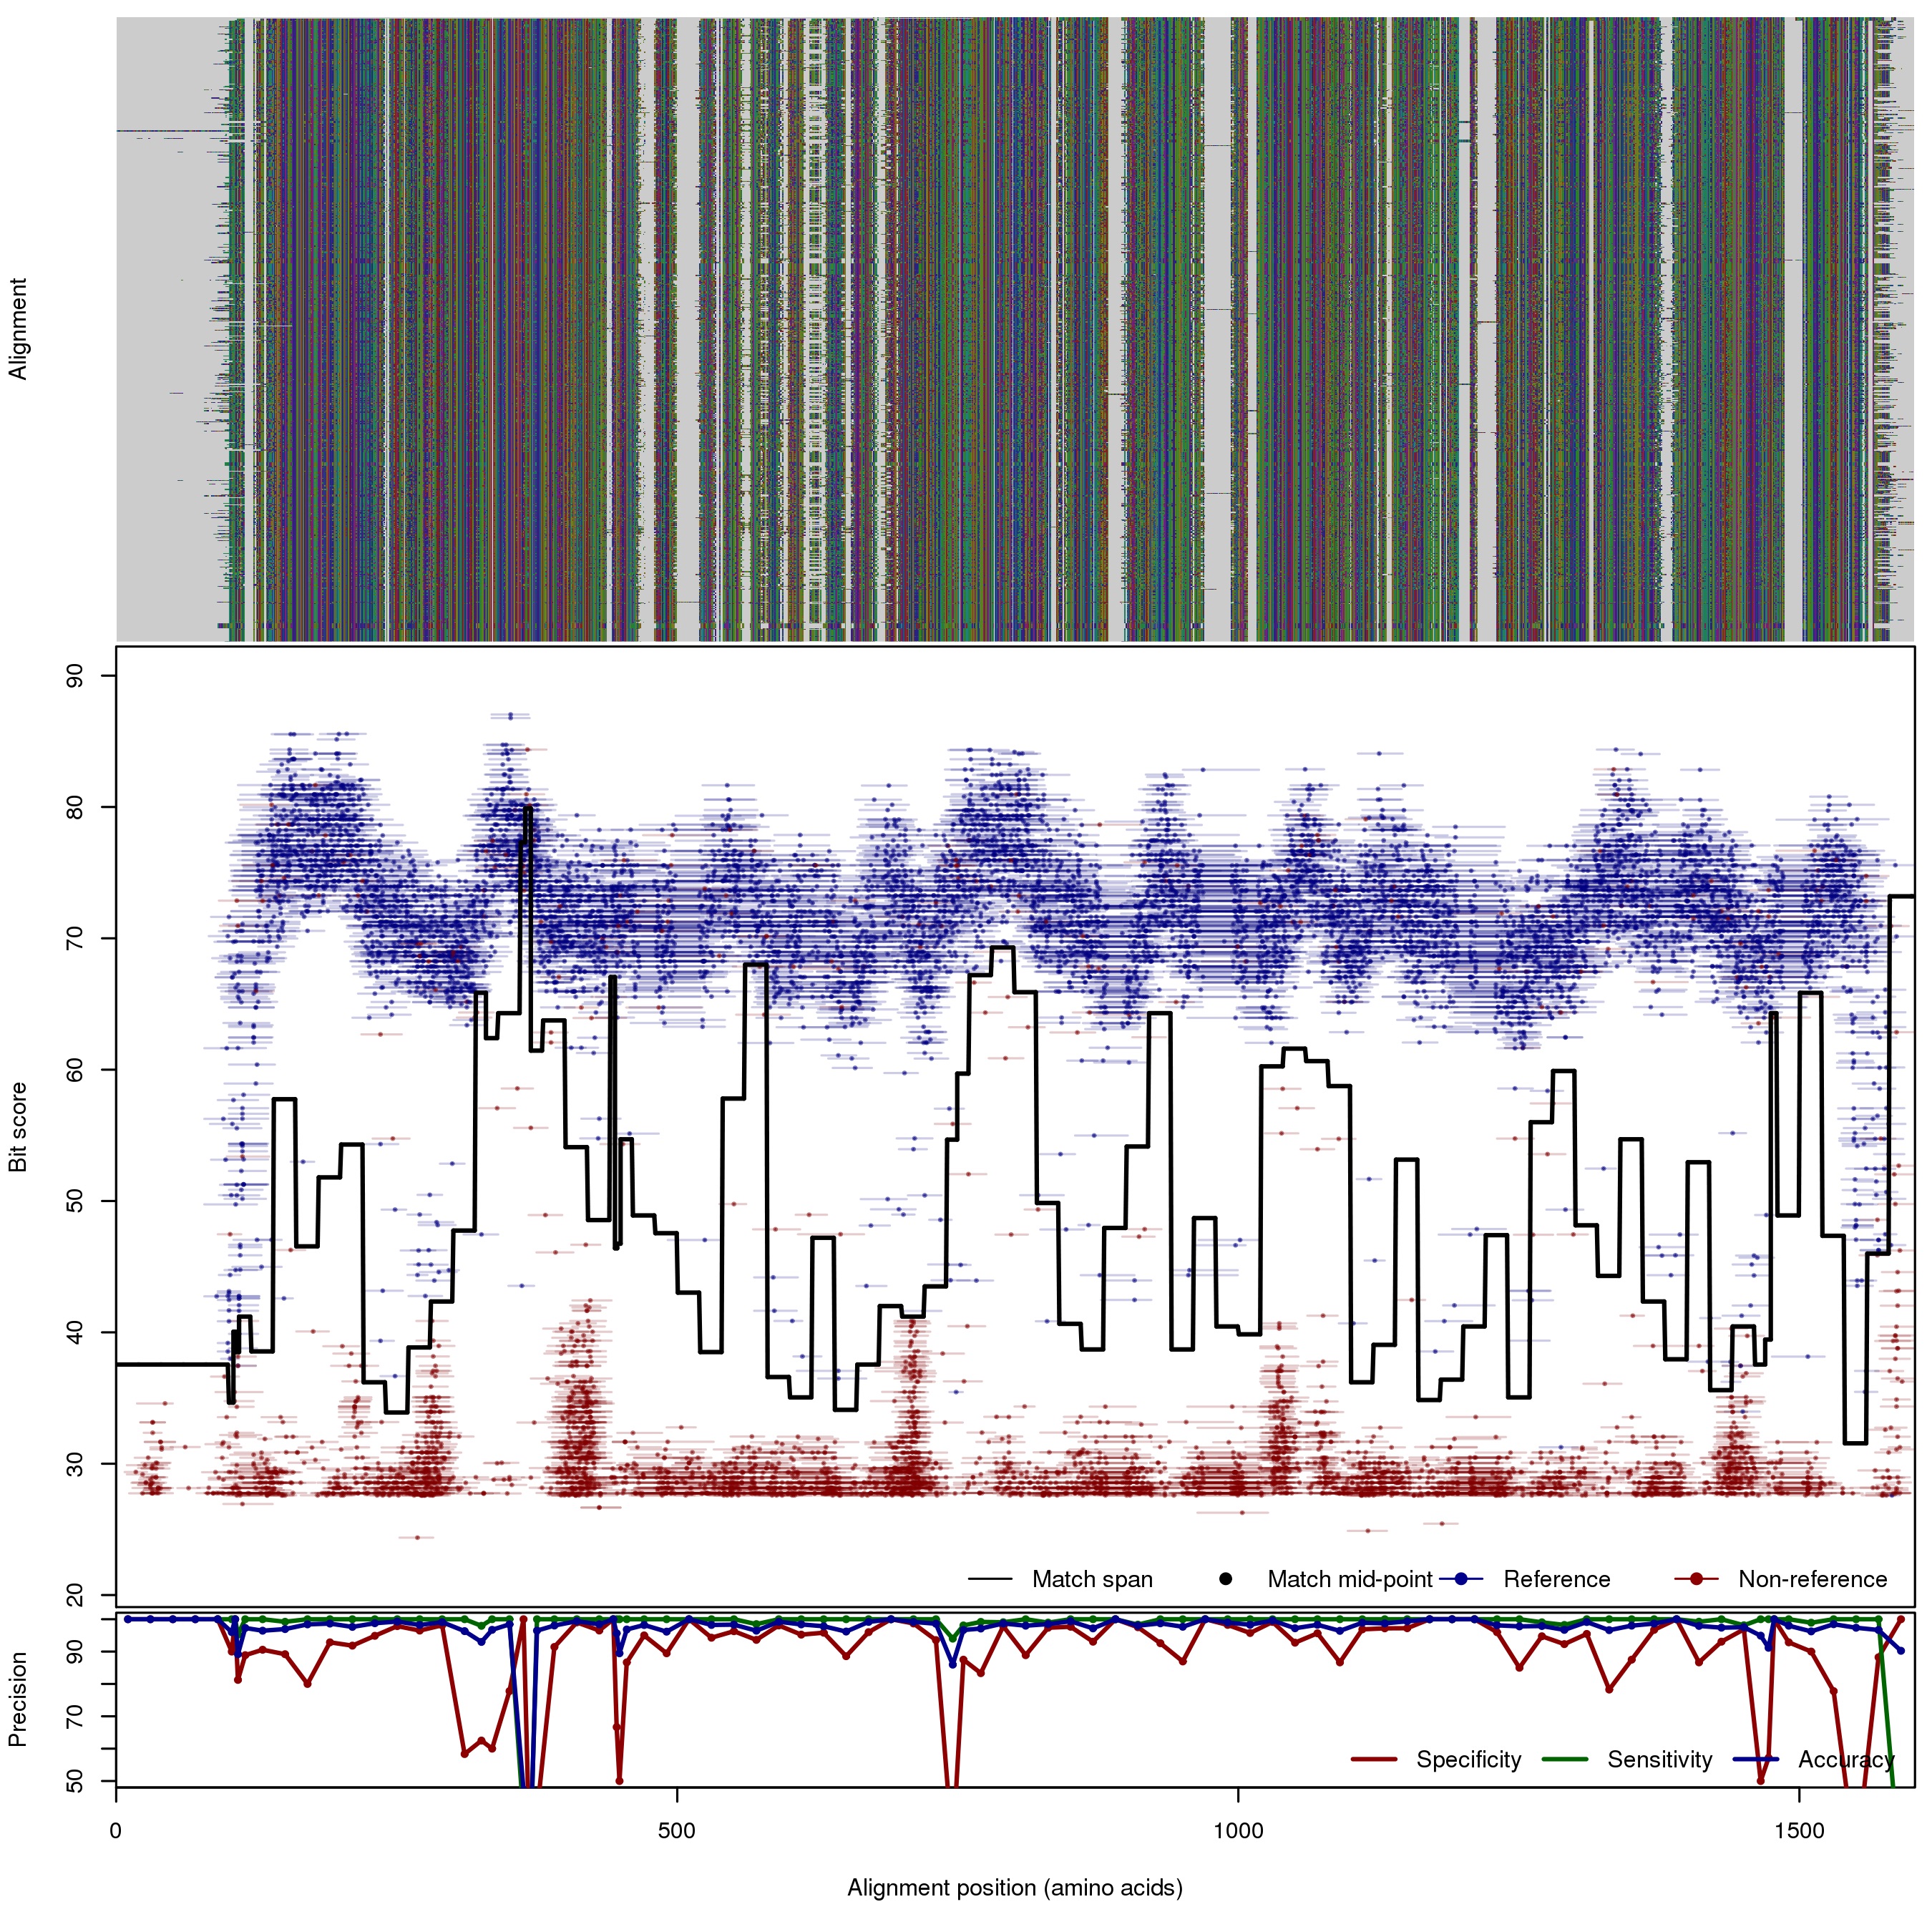 Alignment
90
80
70
60
50
40
30
20
Bit score
Match span
Match mid-point
Reference
Non-reference
90
70
50
Precision
Specificity
Sensitivity
Accuracy
0
500
1000
1500
Alignment position (amino acids)